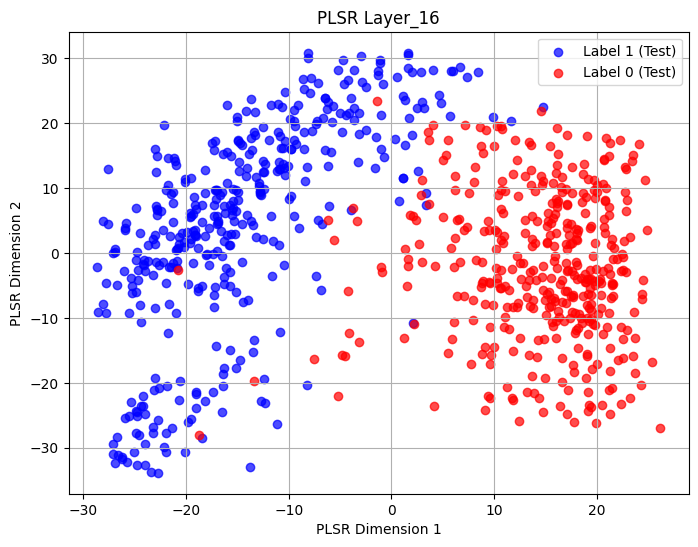 PLSR Layer_16
Label 1 (Test)
Label 0 (Test)
PLSR Dimension 2
30
20
10
0
−10
−20
−30
−30
−20
−10
0
10
20
PLSR Dimension 1